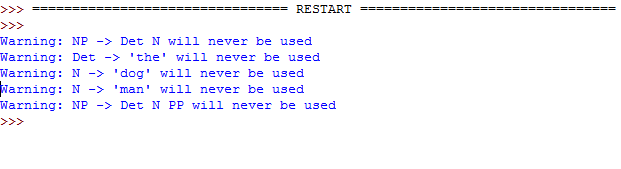 >>> ================================ RESTART ================================
>>>
Warning: NP -> Det N will never be used
Warning: Det -> 'the' will never be used
Warning: N -> 'dog' will never be used
Warning: N -> 'man' will never be used
Warning: NP -> Det N PP will never be used
>>>